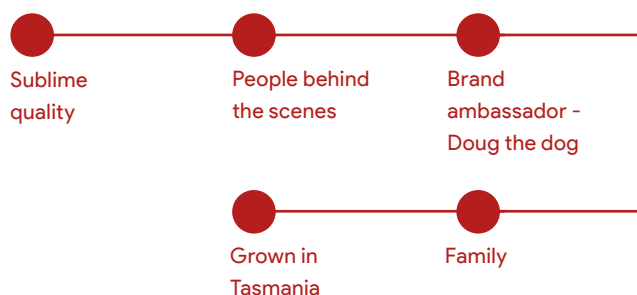 Sublime
quality
People behind
the scenes
Brand
ambassador -
Doug the dog
Grown in
Tasmania
Family